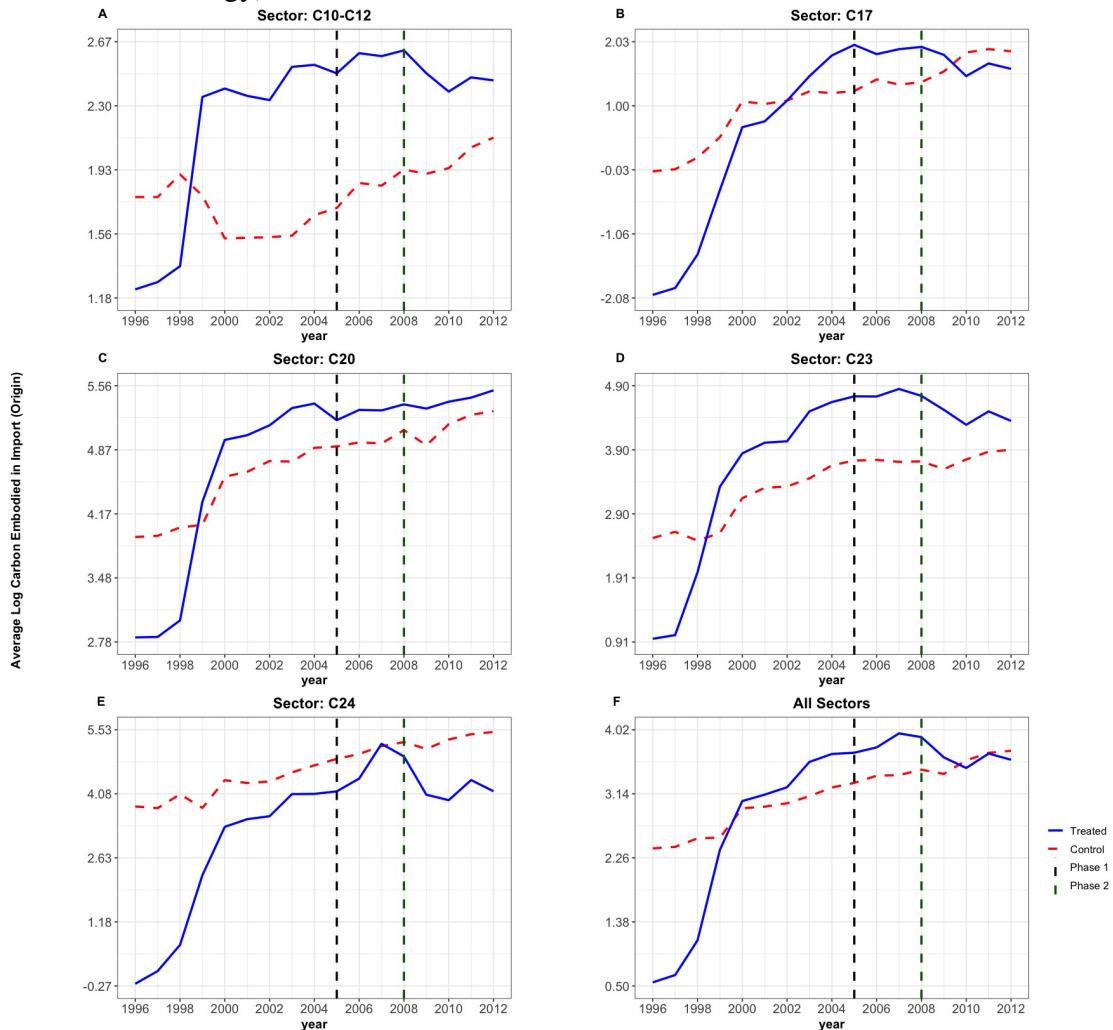 A Sector: C10-C12
2.67
2.30
1.93
1.56
1.18
1996 1998 2000 2002 2004 2006 2008 2010 2012
year
B Sector: C17
2.03
1.00
-0.03
-1.06
-2.08
1996 1998 2000 2002 2004 2006 2008 2010 2012
year
Average Log Carbon Embodied in Import (Origin)
C Sector: C20
5.56
4.87
4.17
3.48
2.78
1996 1998 2000 2002 2004 2006 2008 2010 2012
year
D Sector: C23
4.90
3.90
2.90
1.91
0.91
1996 1998 2000 2002 2004 2006 2008 2010 2012
year
E Sector: C24
5.53
4.08
2.63
1.18
-0.27
1996 1998 2000 2002 2004 2006 2008 2010 2012
year
F All Sectors
4.02
3.14
2.26
1.38
0.50
1996 1998 2000 2002 2004 2006 2008 2010 2012
year
Treated
Control
Phase 1
Phase 2